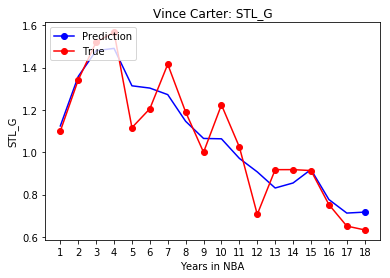 Vince Carter: STL_G
Prediction
True
1.6
1.4
1.2
1.0
0.8
0.6
STL_G
1 2 3 4 5 6 7 8 9 10 11 12 13 14 15 16 17 18
Years in NBA